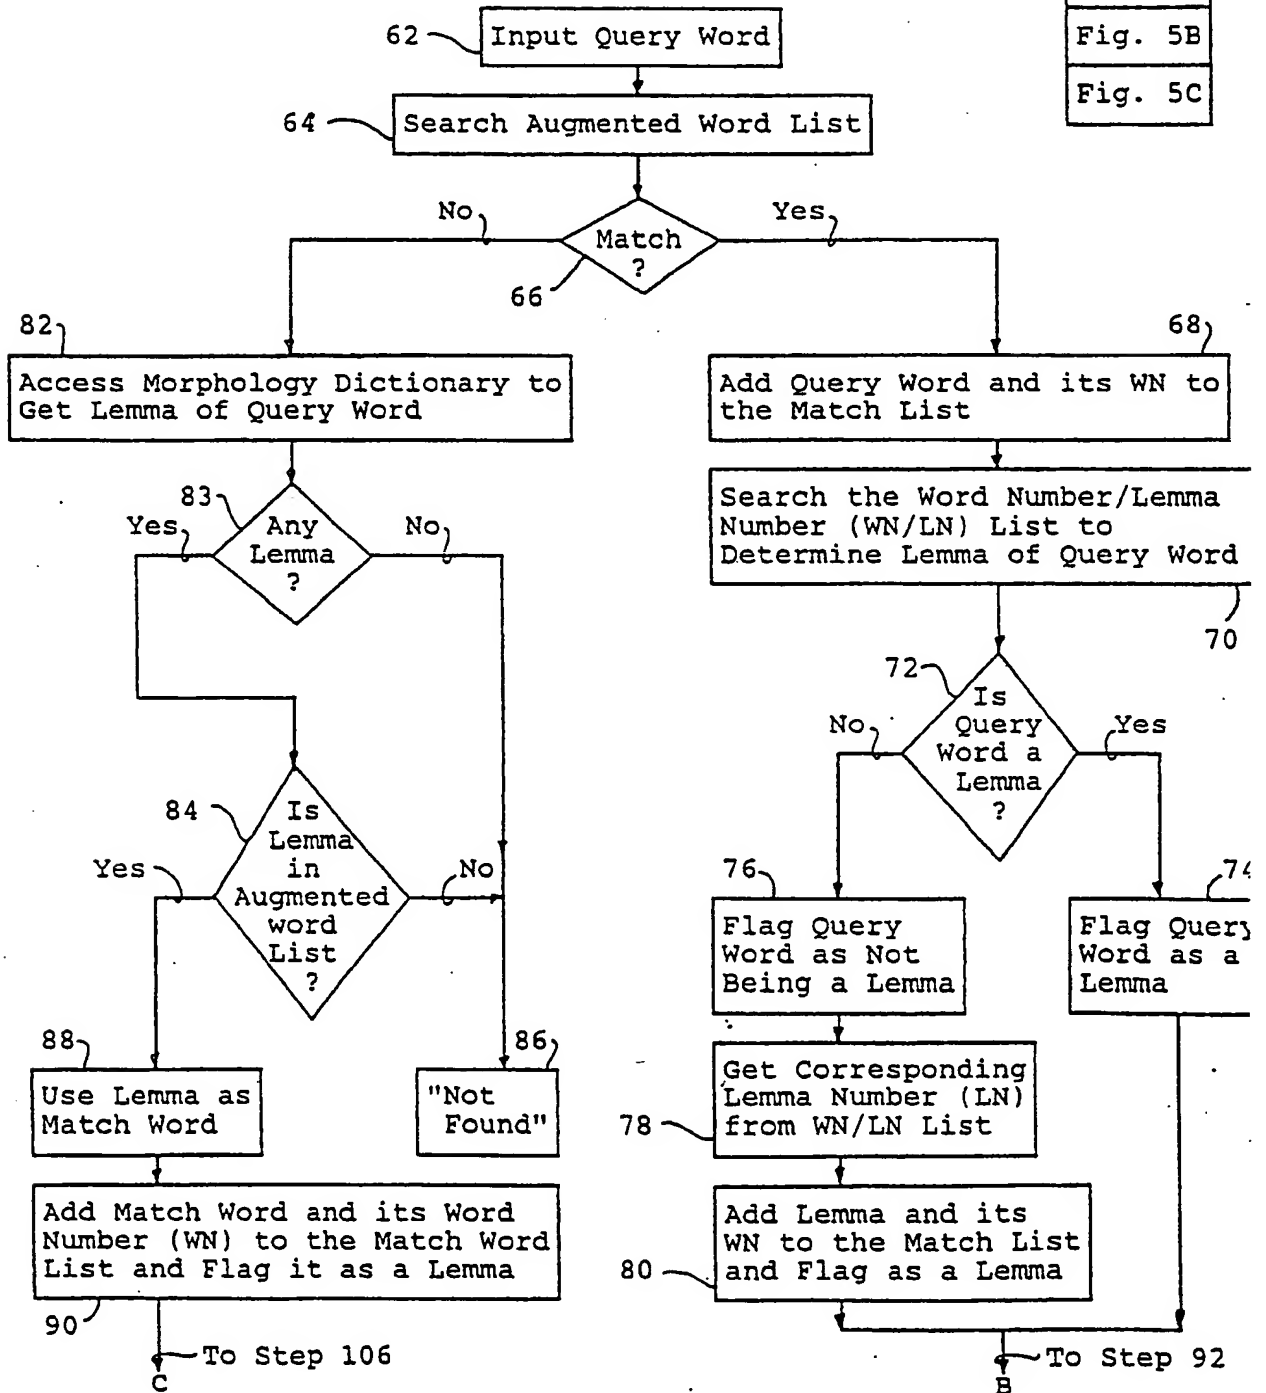 62
Input Query Word
Fig. 5B
Fig. 5C
64
Search Augmented Word List
No
Yes
Match
?
66
82
68
Access Morphology Dictionary to
Get Lemma of Query Word
Add Query Word and its WN to
the Match List
83
Yes
Any
Lemma
?
No
Search the Word Number/Lemma
Number (WN/LN) List to
Determine Lemma of Query Word
70
72
Is
Query
Word a
Lemma
?
No
Yes
84
Is
Lemma
in
Augmented
word
List
?
Yes
No
76
74
Flag Query
Word as Not
Being a Lemma
Flag Query
Word as a
Lemma
88
86
Use Lemma as
Match Word
"Not
Found"
78
Get Corresponding
Lemma Number (LN)
from WN/LN List
Add Match Word and its Word
Number (WN) to the Match Word
List and Flag it as a Lemma
90
80
Add Lemma and its
WN to the Match List
and Flag as a Lemma
To Step 106
C
To Step 92
B